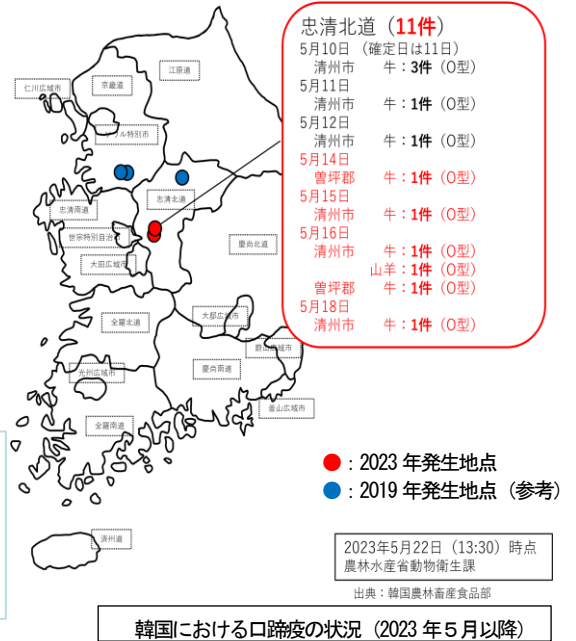 忠清北道（11件）
5月10日 （確定日は11日）
清州市 牛：3件（O型）
5月11日
清州市 牛：1件（O型）
5月12日
清州市 牛：1件（O型）
5月14日
曽坪郡 牛：1件（O型）
5月15日
清州市 牛：1件（O型）
5月16日
清州市 牛：1件（O型）
山羊：1件（O型）
曽坪郡 牛：1件（O型）
5月18日
清州市 牛：1件（O型）
江原道
京畿道
仁川広域市
ソウル特別市
忠清北道
忠清南道
世宗特別自治市
慶尚北道
大田広域市
全羅北道
大邱広域市
蔚山広域市
光州広域市
慶尚南道
釜山広域市
全羅南道
済州道
●：2023 年発生地点
●：2019 年発生地点（参考）
2023年5月22日（13:30）時点
農林水産省動物衛生課
出典：韓国農林畜産食品部
韓国における口蹄疫の状況（2023 年５月以降）